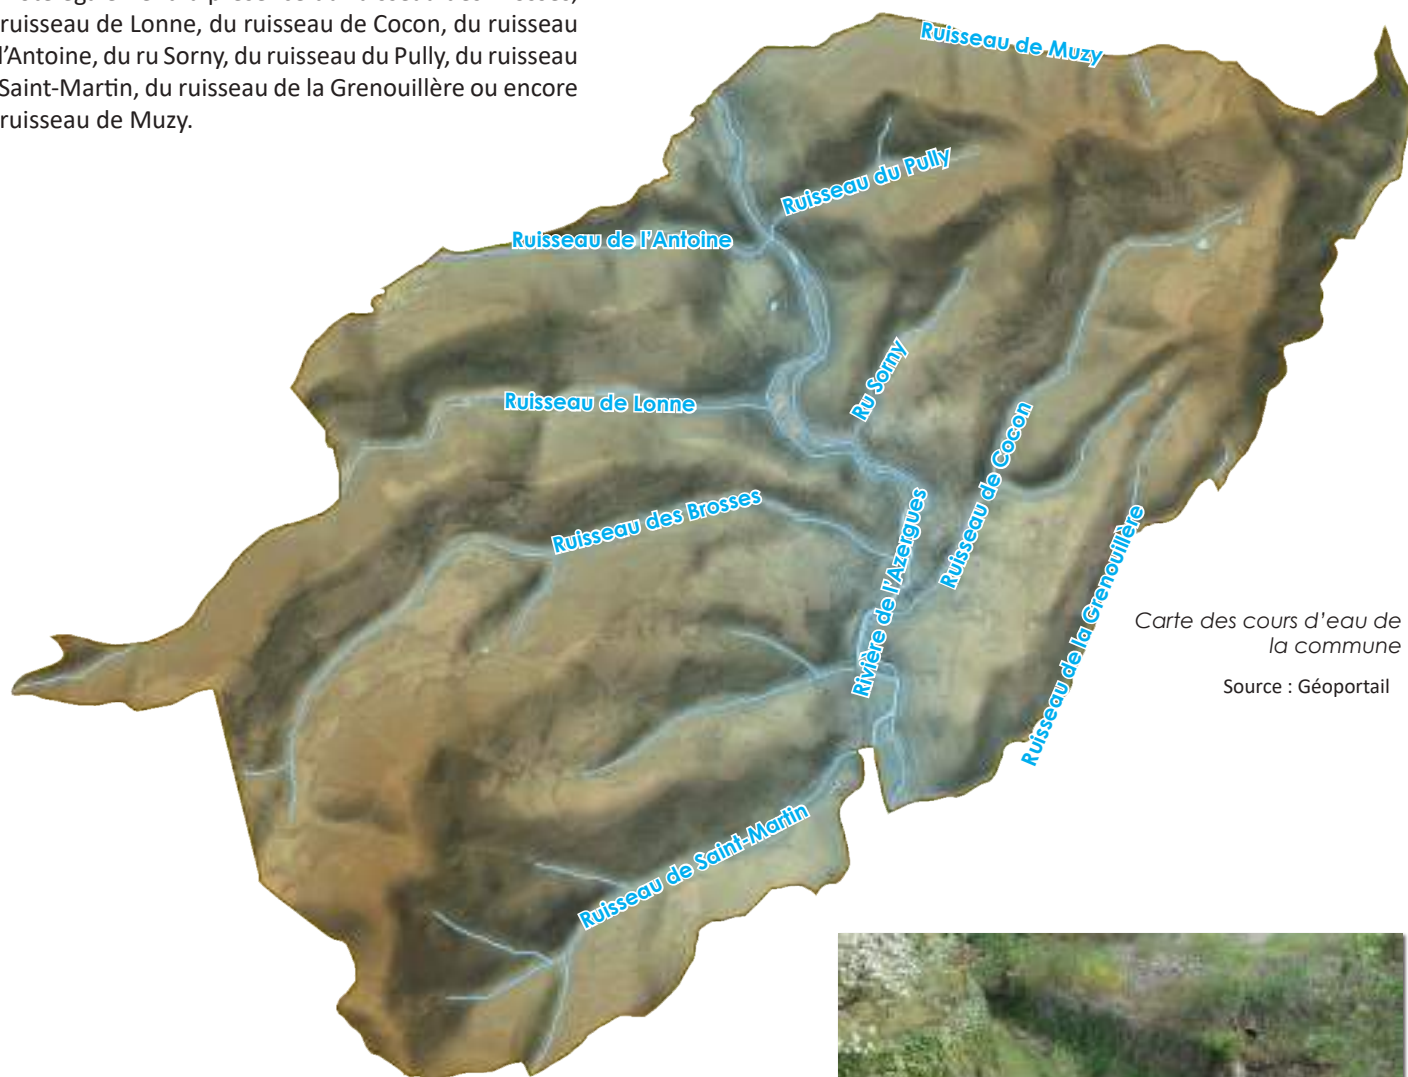 ruisseau de Lonne, du ruisseau de Cocon, du ruisseau
l'Antoine, du ru Sorny, du ruisseau du Pully, du ruisseau
Saint-Martin, du ruisseau de la Grenouillère ou encore
ruisseau de Muzy.
Ruisseau de Muzy
Ruisseau du Pully
Ruisseau de l'Antoine
Ru Sorny
Ruisseau de Lonne
Ruisseau de Cocon
Ruisseau des Brosses
Rivière de l'Azergues
Ruisseau de la Grenouillère
Carte des cours d'eau de
la commune
Source : Géoportail
Ruisseau de Saint-Martin